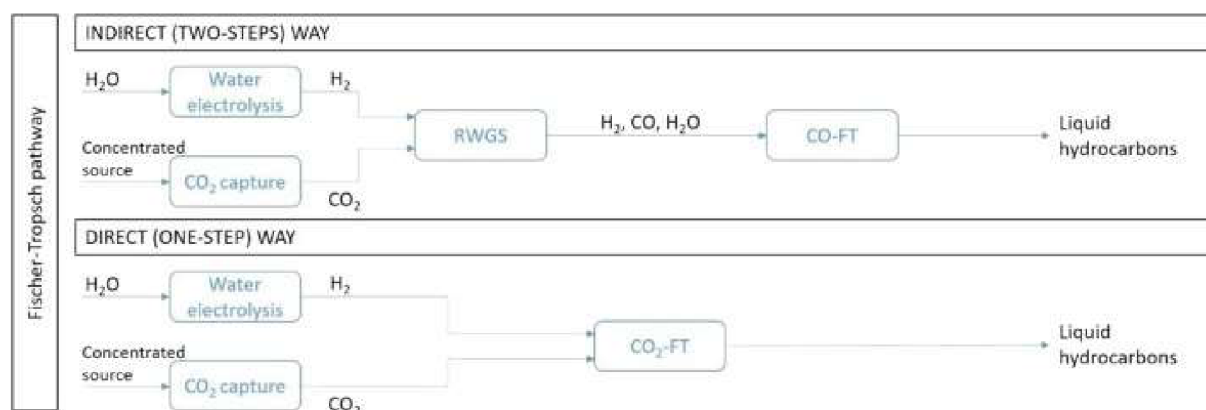 Fischer-Tropsch pathway
INDIRECT (TWO-STEPS) WAY
H₂O
Water
electrolysis
H₂
Concentrated
source
CO₂ capture
CO₂
RWGS
H₂, CO, H₂O
CO-FT
Liquid
hydrocarbons
DIRECT (ONE-STEP) WAY
H₂O
Water
electrolysis
H₂
Concentrated
source
CO₂ capture
CO₂
CO₂-FT
Liquid
hydrocarbons